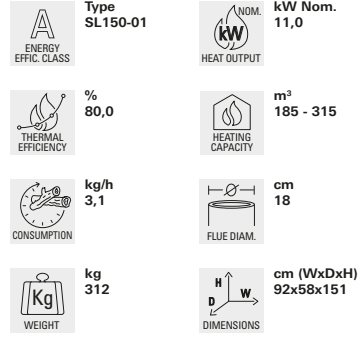 A
ENERGY
EFFIC. CLASS
Type
SL150-01
NOM.
kW
HEAT OUTPUT
kW Nom.
11,0
THERMAL
EFFICIENCY
%
80,0
HEATING
CAPACITY
m³
185 - 315
CONSUMPTION
kg/h
3,1
Ø
FLUE DIAM.
cm
18
Kg
WEIGHT
kg
312
H
W
D
DIMENSIONS
cm (WxDxH)
92x58x151